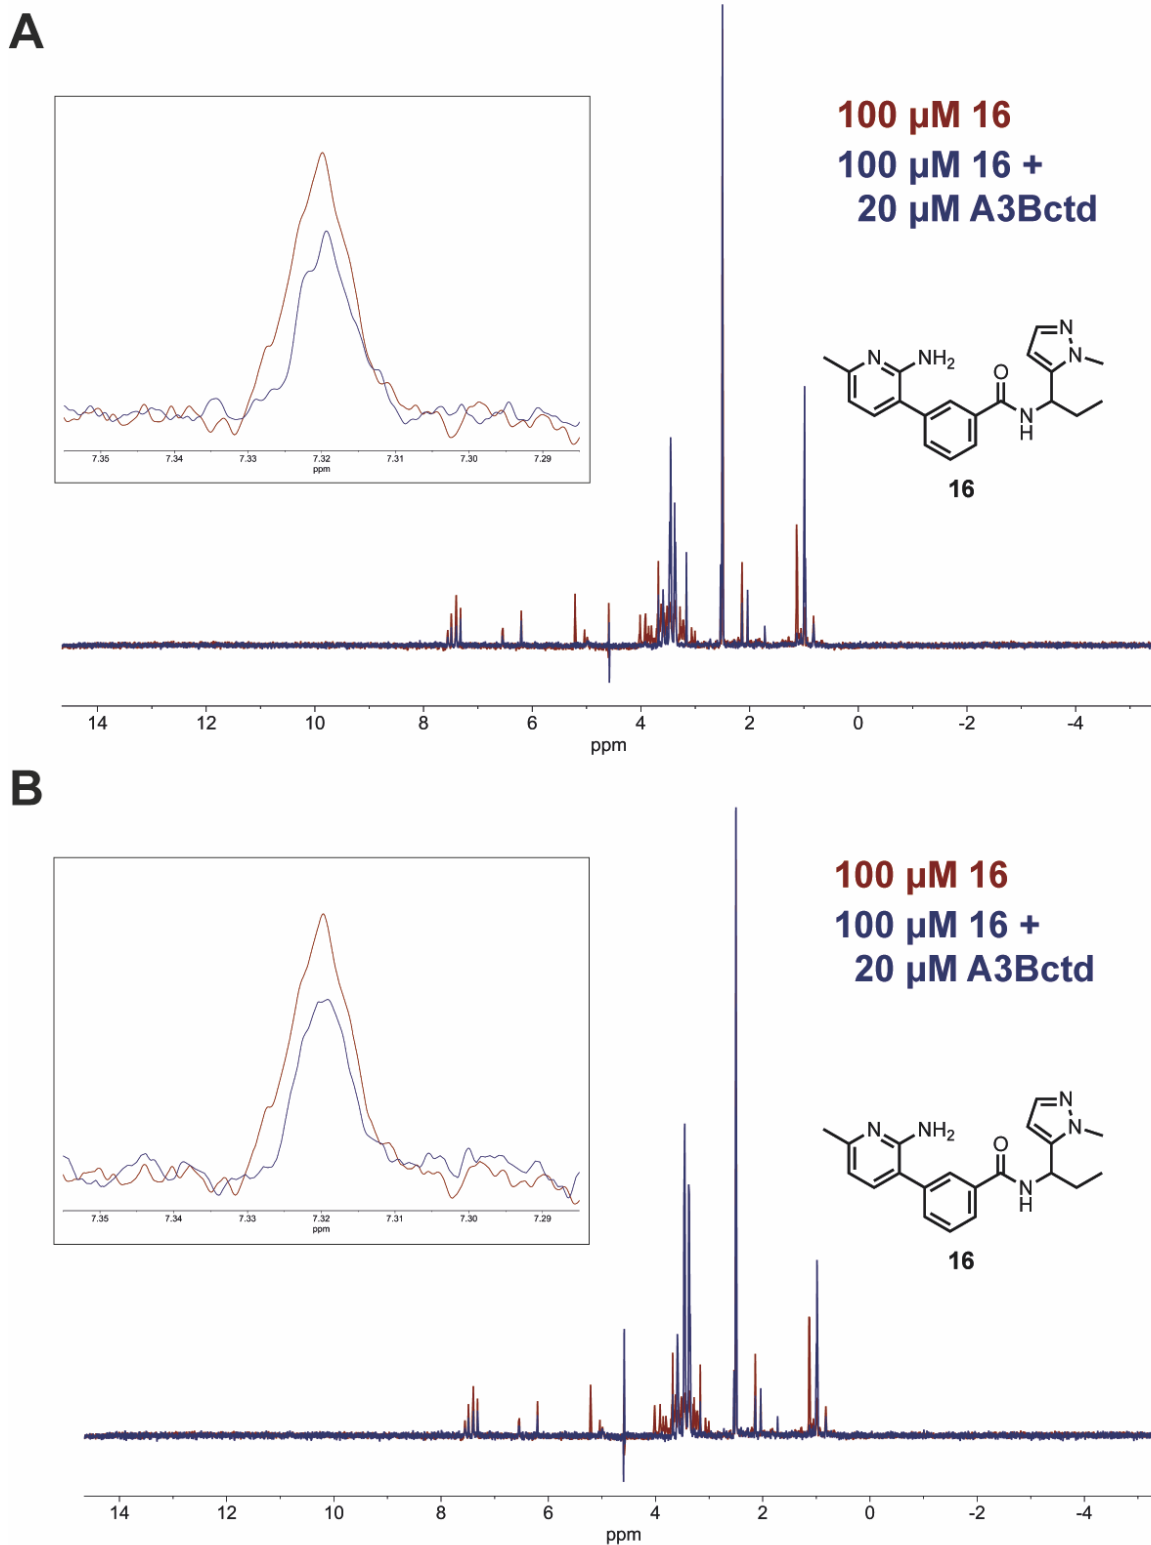 A
100 µM 16
100 µM 16 +
20 µM A3Bctd
7.35 7.34 7.33 7.32 7.31 7.30 7.29
ppm
N NH₂ O N H N N
16
14 12 10 8 6 4 2 0 -2 -4
ppm
B
100 µM 16
100 µM 16 +
20 µM A3Bctd
7.35 7.34 7.33 7.32 7.31 7.30 7.29
ppm
N NH₂ O N H N N
16
14 12 10 8 6 4 2 0 -2 -4
ppm